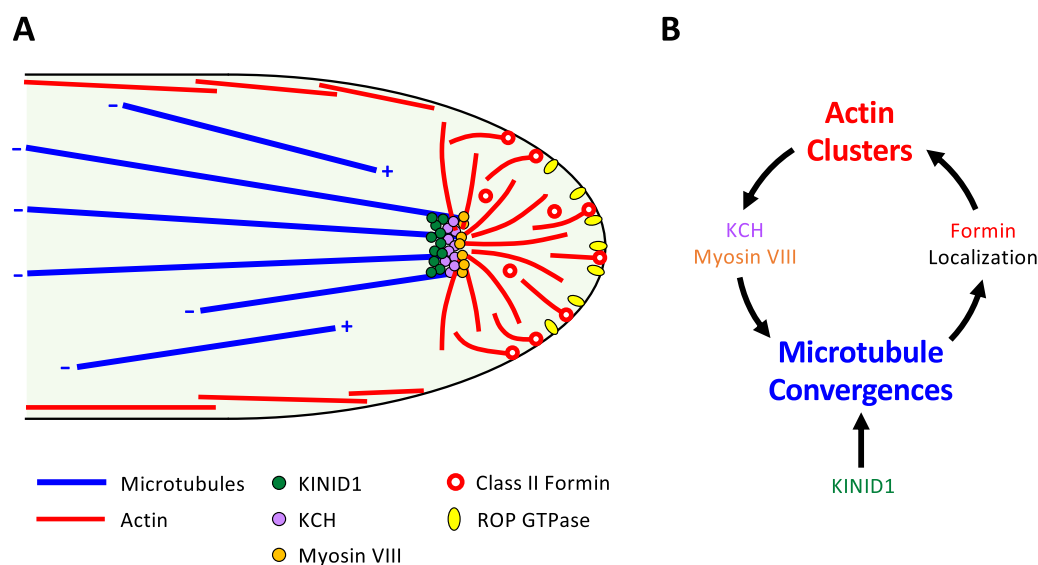 A
B
–
+
–
–
–
–
+
–
Microtubules
Actin
KINID1
KCH
Myosin VIII
Class II Formin
ROP GTPase
Actin
Clusters
KCH
Myosin VIII
Formin
Localization
Microtubule
Convergences
KINID1